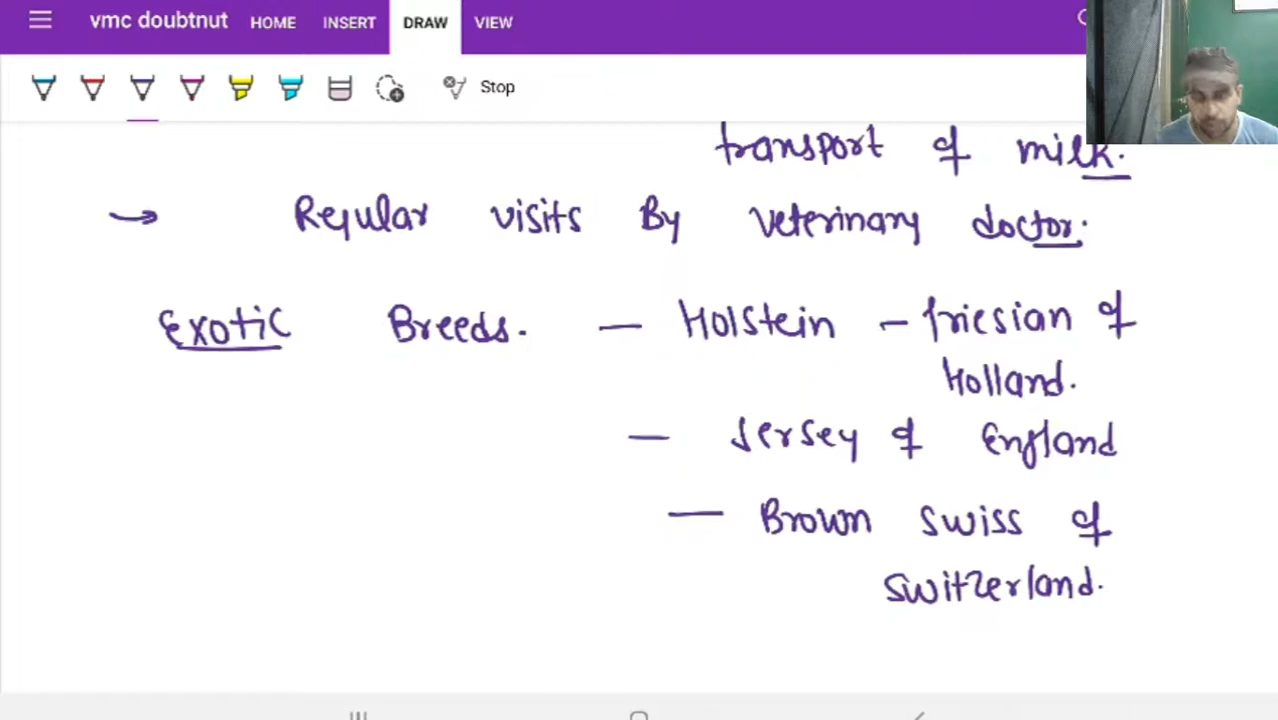 vmc doubtnut HOME INSERT DRAW VIEW
Stop
transport of milk.
→ Regular visits By veterinary doctor.
Exotic Breeds. — Holstein - friesian of
Holland.
— Jersey of England
— Brown swiss of
switzerland.